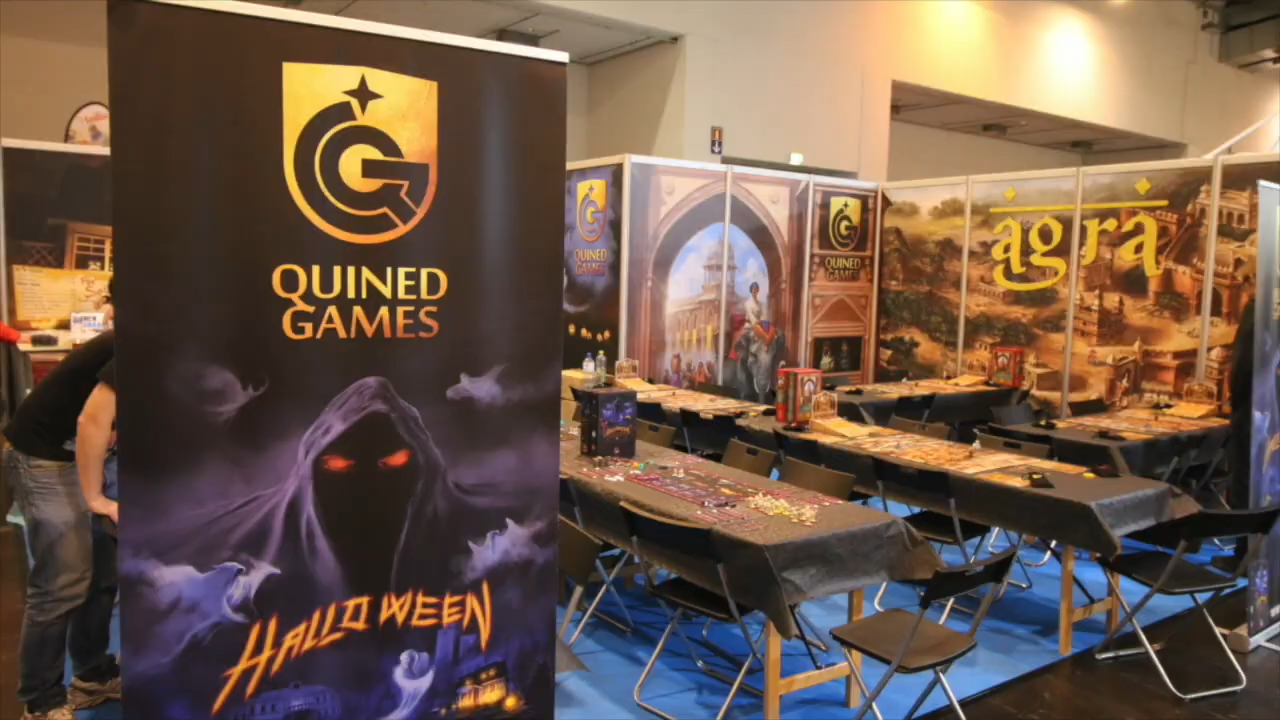 QUINED
GAMES
HALLOWEEN
QUINED
GAMES
QUINED
GAMES
agra